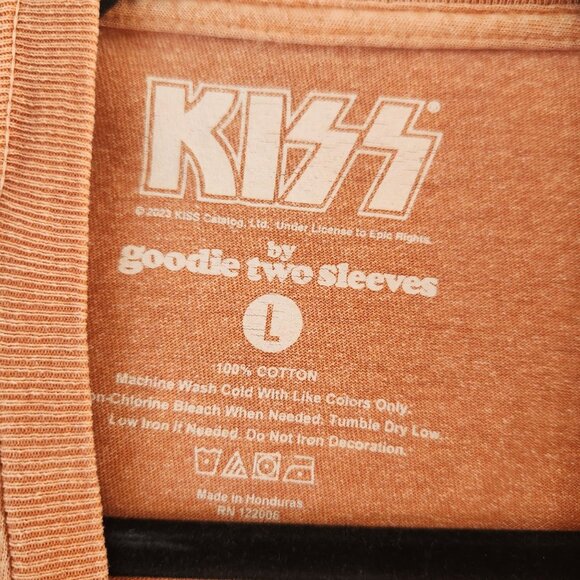 KISS®
© 2023 KISS Catalog, Ltd. Under License to Epic Rights.
by
goodie two sleeves
L
100% COTTON
Machine Wash Cold With Like Colors Only.
on-Chlorine Bleach When Needed. Tumble Dry Low.
Low Iron if Needed. Do Not Iron Decoration.
Made in Honduras
RN 122006